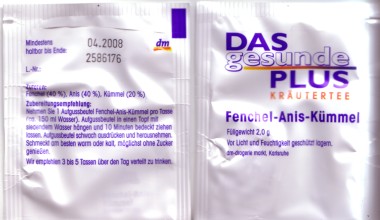 Mindestens
haltbar bis Ende:
04.2008
2586176
dm
L.-Nr.:
Zutaten:
Fenchel (40 %), Anis (40 %), Kümmel (20 %)
Zubereitungsempfehlung:
Nehmen Sie 1 Aufgussbeutel Fenchel-Anis-Kümmel pro Tasse
(ca. 150 ml Wasser). Aufgussbeutel in einen Topf mit
siedendem Wasser hängen und 10 Minuten bedeckt ziehen
lassen. Aufgussbeutel schwach ausdrücken und herausnehmen.
Schmeckt am besten warm oder kalt, möglichst ohne Zucker
genießen.
Wir empfehlen 3 bis 5 Tassen über den Tag verteilt zu trinken.
DAS
gesunde
PLUS
KRÄUTERTEE
Fenchel-Anis-Kümmel
Füllgewicht 2,0 g
Vor Licht und Feuchtigkeit geschützt lagern.
dm-drogerie markt, Karlsruhe